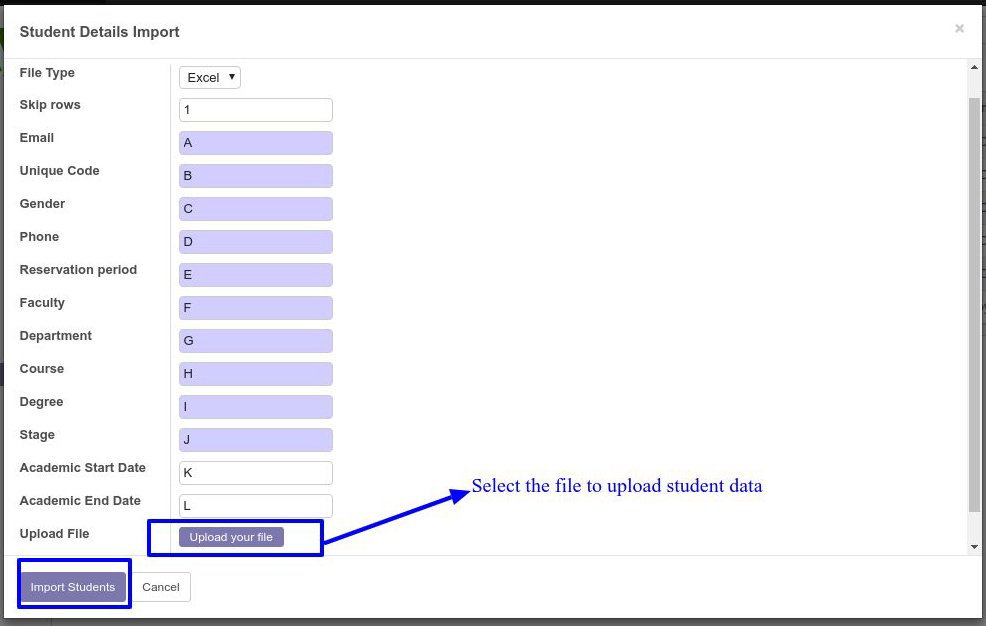 Student Details Import ×
File Type Excel ▼
Skip rows 1
Email A
Unique Code B
Gender C
Phone D
Reservation period E
Faculty F
Department G
Course H
Degree I
Stage J
Academic Start Date K
Academic End Date L
Select the file to upload student data
Upload File Upload your file
Import Students Cancel